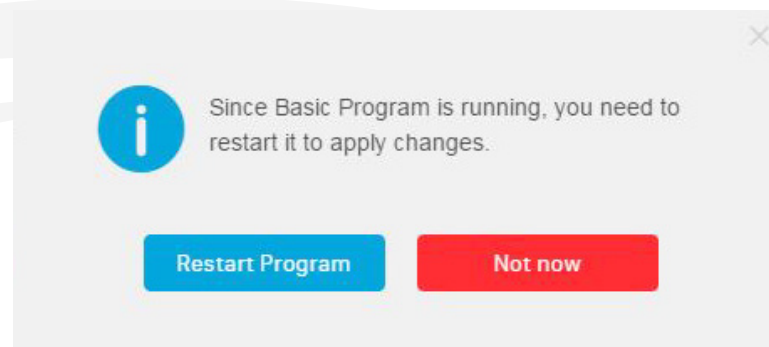 Since Basic Program is running, you need to
restart it to apply changes.
Restart Program
Not now